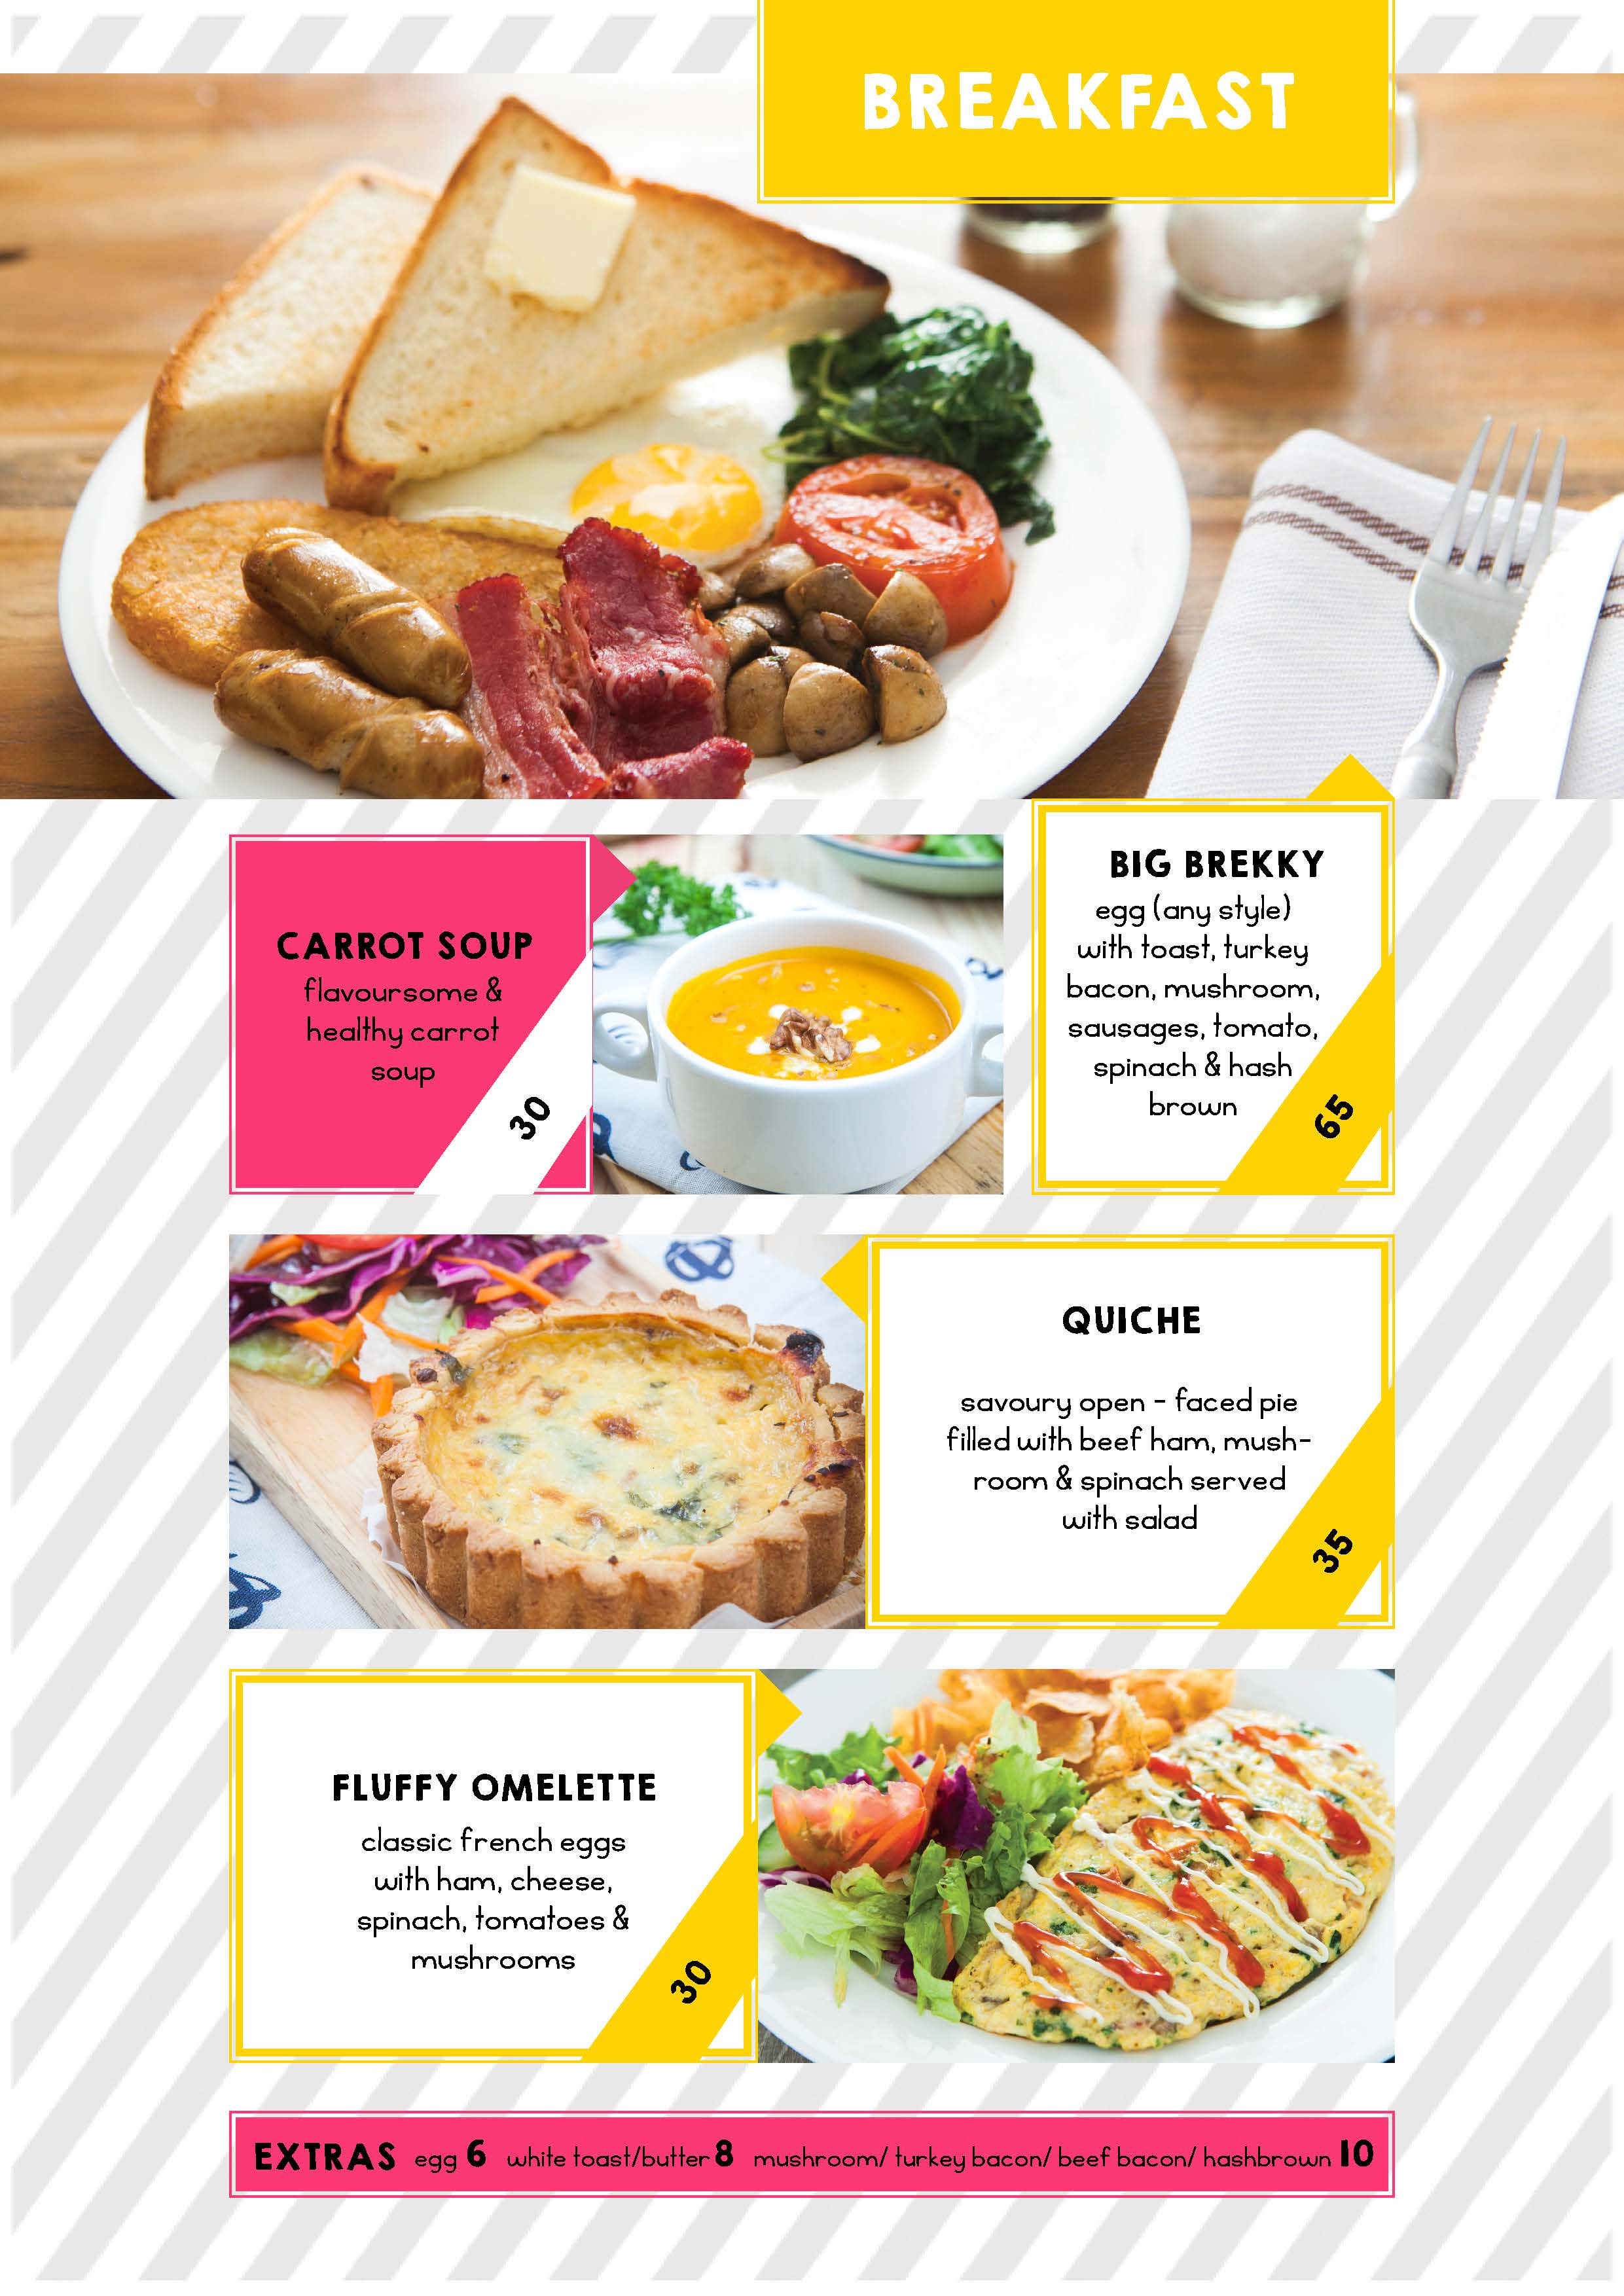 BREAKFAST
CARROT SOUP
flavoursome &
healthy carrot
soup
30
BIG BREKKY
egg (any style)
with toast, turkey
bacon, mushroom,
sausages, tomato,
spinach & hash
brown
65
QUICHE
savoury open - faced pie
filled with beef ham, mush-
room & spinach served
with salad
35
FLUFFY OMELETTE
classic french eggs
with ham, cheese,
spinach, tomatoes &
mushrooms
30
EXTRAS egg 6 white toast/butter 8 mushroom/ turkey bacon/ beef bacon/ hashbrown 10